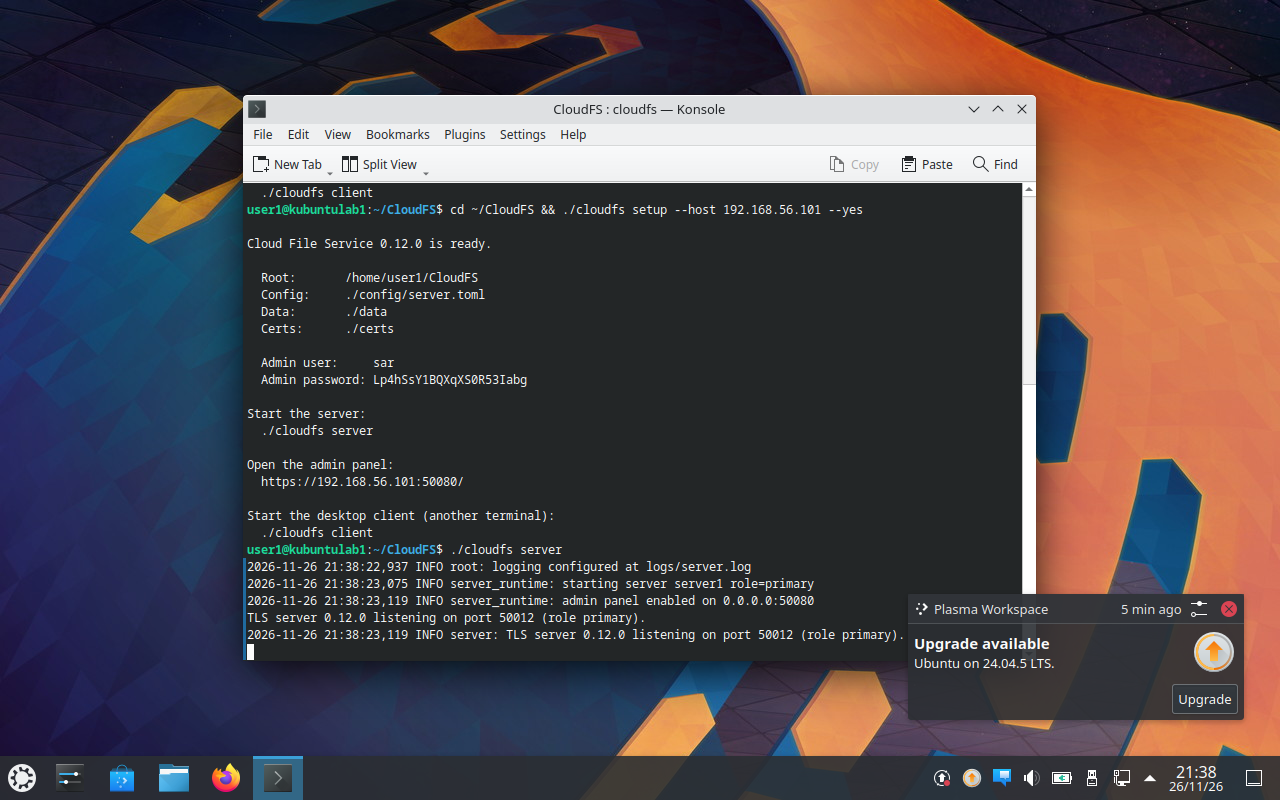 CloudFS : cloudfs — Konsole
File Edit View Bookmarks Plugins Settings Help
New Tab Split View Copy Paste Find
./cloudfs client
user1@kubuntulab1:~/CloudFS$ cd ~/CloudFS && ./cloudfs setup --host 192.168.56.101 --yes
Cloud File Service 0.12.0 is ready.
Root: /home/user1/CloudFS
Config: ./config/server.toml
Data: ./data
Certs: ./certs
Admin user: sar
Admin password: Lp4hSsY1BQXqXS0R53Iabg
Start the server:
./cloudfs server
Open the admin panel:
https://192.168.56.101:50080/
Start the desktop client (another terminal):
./cloudfs client
user1@kubuntulab1:~/CloudFS$ ./cloudfs server
2026-11-26 21:38:22,937 INFO root: logging configured at logs/server.log
2026-11-26 21:38:23,075 INFO server_runtime: starting server server1 role=primary
2026-11-26 21:38:23,119 INFO server_runtime: admin panel enabled on 0.0.0.0:50080
TLS server 0.12.0 listening on port 50012 (role primary).
2026-11-26 21:38:23,119 INFO server: TLS server 0.12.0 listening on port 50012 (role primary).
Plasma Workspace 5 min ago
Upgrade available
Ubuntu on 24.04.5 LTS.
Upgrade
21:38
26/11/26